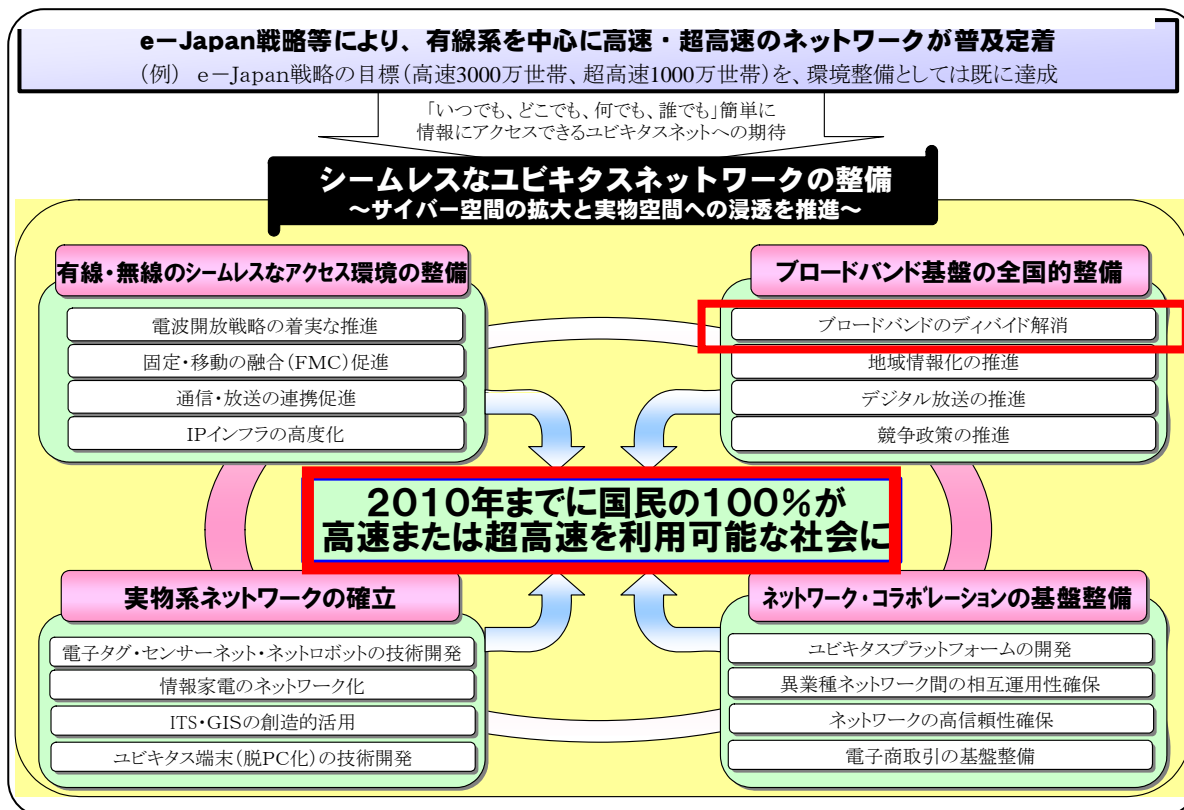 e－Japan戦略等により、有線系を中心に高速・超高速のネットワークが普及定着
（例） e－Japan戦略の目標（高速3000万世帯、超高速1000万世帯）を、環境整備としては既に達成
「いつでも、どこでも、何でも、誰でも」簡単に
情報にアクセスできるユビキタスネットへの期待
シームレスなユビキタスネットワークの整備
～サイバー空間の拡大と実物空間への浸透を推進～
有線・無線のシームレスなアクセス環境の整備
電波開放戦略の着実な推進
固定・移動の融合（FMC）促進
通信・放送の連携促進
IPインフラの高度化
ブロードバンド基盤の全国的整備
ブロードバンドのディバイド解消
地域情報化の推進
デジタル放送の推進
競争政策の推進
2010年までに国民の100％が
高速または超高速を利用可能な社会に
実物系ネットワークの確立
電子タグ・センサーネット・ネットロボットの技術開発
情報家電のネットワーク化
ITS・GISの創造的活用
ユビキタス端末（脱PC化）の技術開発
ネットワーク・コラボレーションの基盤整備
ユビキタスプラットフォームの開発
異業種ネットワーク間の相互運用性確保
ネットワークの高信頼性確保
電子商取引の基盤整備